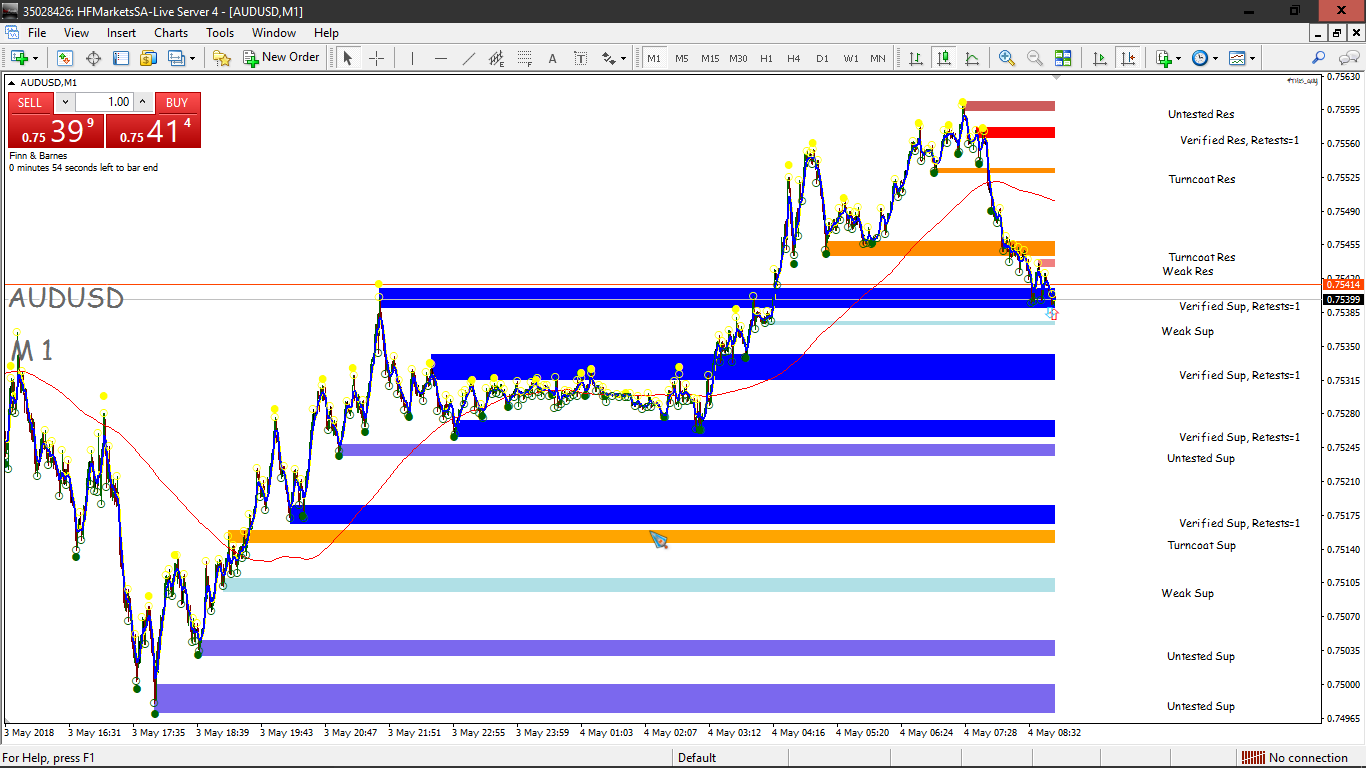 35028426: HFMarketsSA-Live Server 4 - [AUDUSD,M1]
File View Insert Charts Tools Window Help
New Order A T M1 M5 M15 M30 H1 H4 D1 W1 MN
AUDUSD,M1
SELL 1.00 BUY
0.75 39 9 0.75 41 4
Finn & Barnes
0 minutes 54 seconds left to bar end
AUDUSD
M 1
Untested Res
Verified Res, Retests=1
Turncoat Res
Turncoat Res
Weak Res
Verified Sup, Retests=1
Weak Sup
Verified Sup, Retests=1
Verified Sup, Retests=1
Untested Sup
Verified Sup, Retests=1
Turncoat Sup
Weak Sup
Untested Sup
Untested Sup
0.75630
0.75595
0.75560
0.75525
0.75490
0.75455
0.75420
0.75414
0.75399
0.75385
0.75350
0.75315
0.75280
0.75245
0.75210
0.75175
0.75140
0.75105
0.75070
0.75035
0.75000
0.74965
3 May 2018 3 May 16:31 3 May 17:35 3 May 18:39 3 May 19:43 3 May 20:47 3 May 21:51 3 May 22:55 3 May 23:59 4 May 01:03 4 May 02:07 4 May 03:12 4 May 04:16 4 May 05:20 4 May 06:24 4 May 07:28 4 May 08:32
For Help, press F1 Default No connection